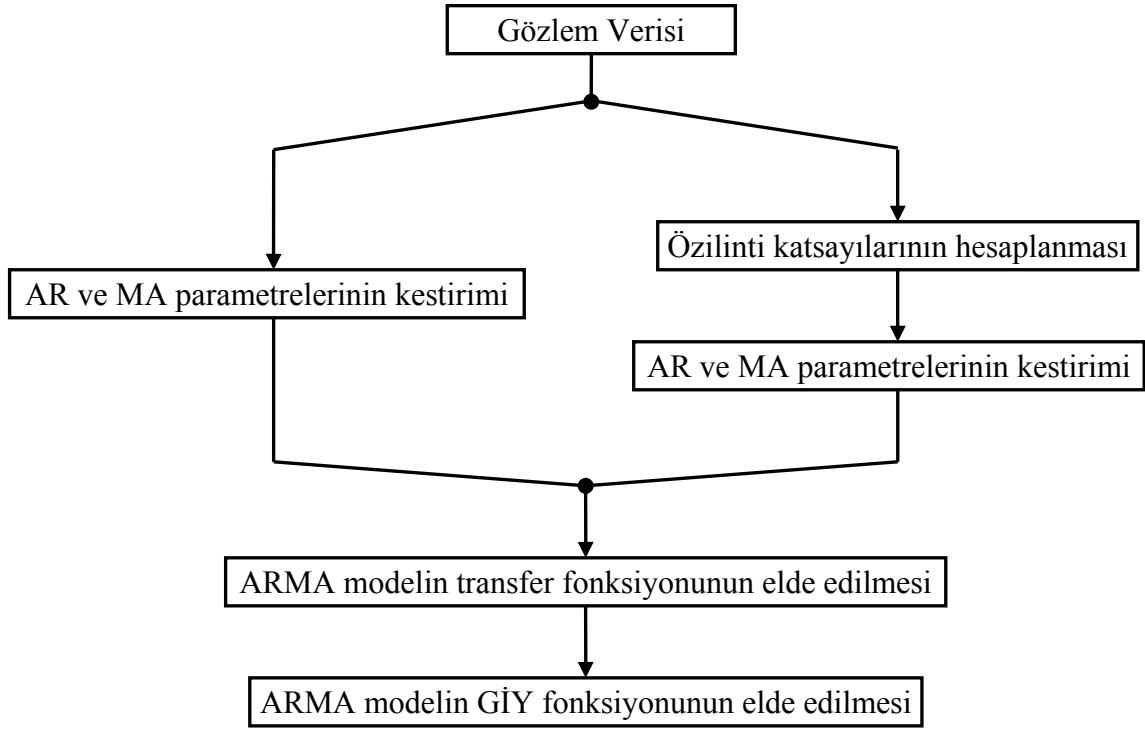 Gözlem Verisi
Özilinti katsayılarının hesaplanması
AR ve MA parametrelerinin kestirimi
AR ve MA parametrelerinin kestirimi
ARMA modelin transfer fonksiyonunun elde edilmesi
ARMA modelin GİY fonksiyonunun elde edilmesi